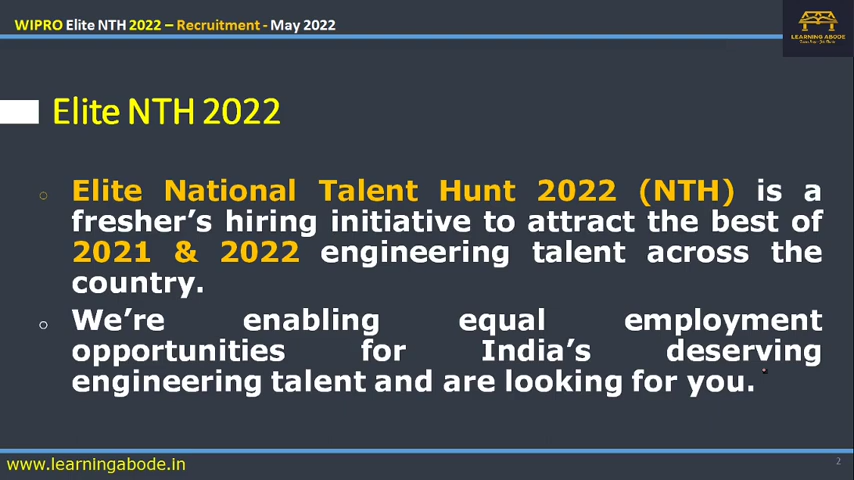 WIPRO Elite NTH 2022 – Recruitment - May 2022
LEARNING ABODE
Elite NTH 2022
Elite National Talent Hunt 2022 (NTH) is a
fresher’s hiring initiative to attract the best of
2021 & 2022 engineering talent across the
country.
We’re enabling equal employment
opportunities for India’s deserving
engineering talent and are looking for you.
www.learningabode.in
2